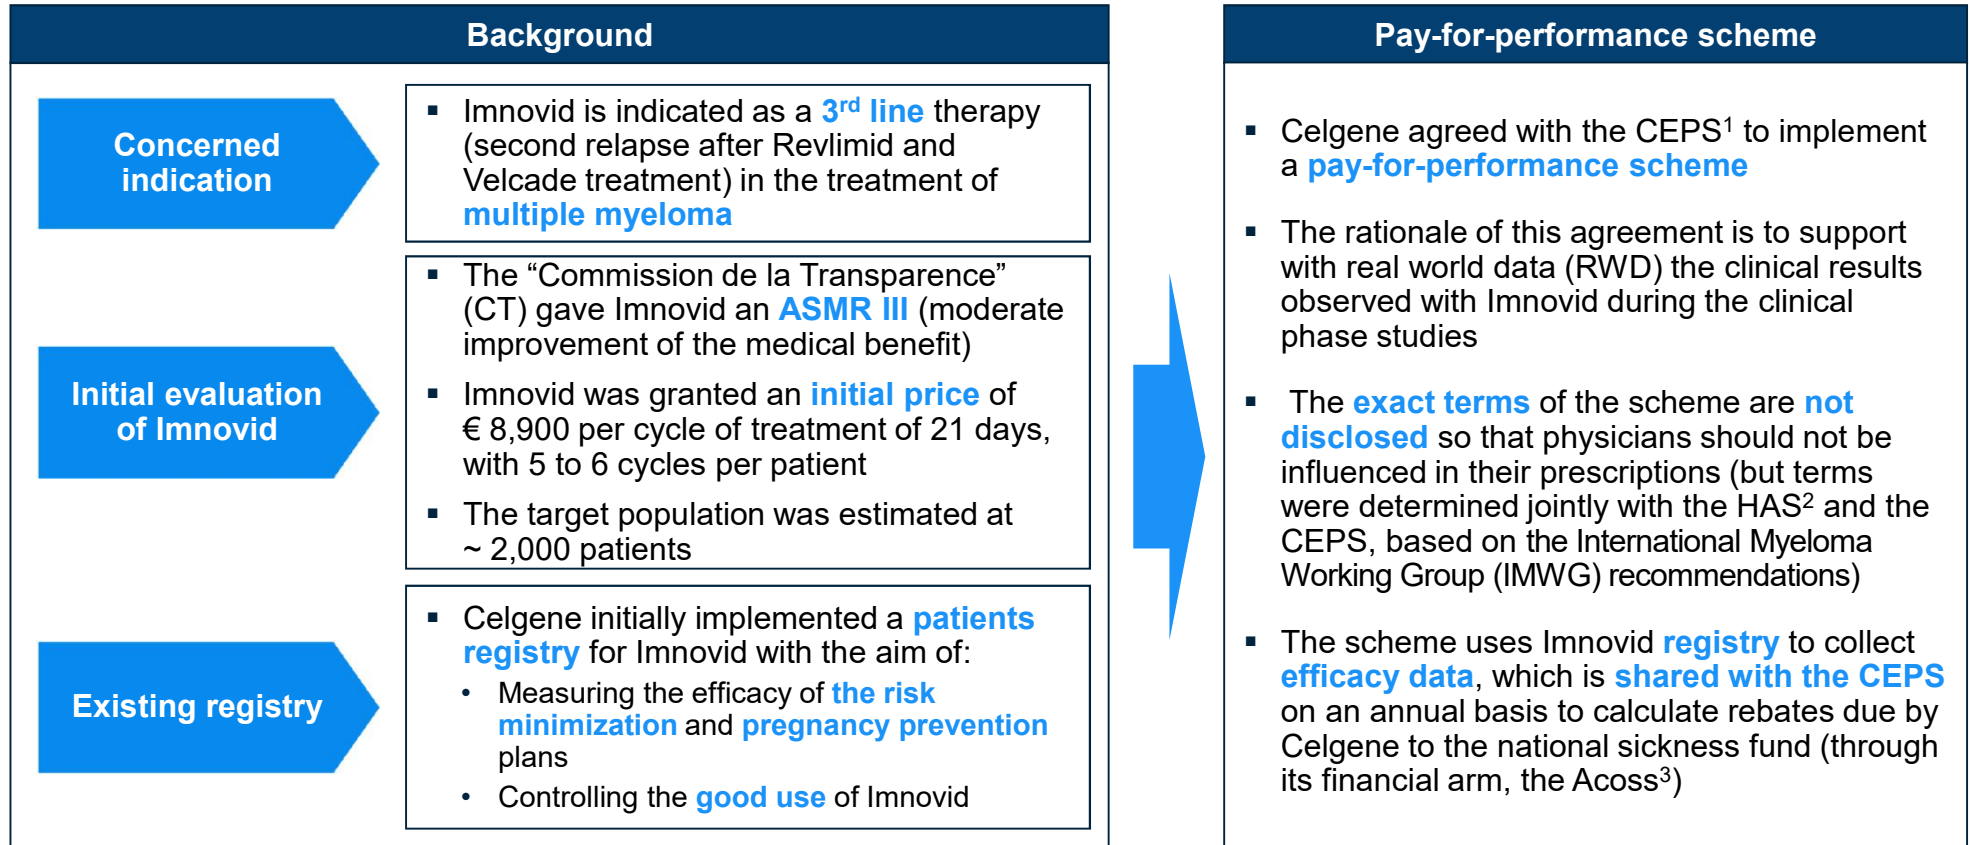 Background
Concerned
indication
▪ Imnovid is indicated as a 3rd line therapy
(second relapse after Revlimid and
Velcade treatment) in the treatment of
multiple myeloma
Initial evaluation
of Imnovid
▪ The “Commission de la Transparence”
(CT) gave Imnovid an ASMR III (moderate
improvement of the medical benefit)
▪ Imnovid was granted an initial price of
€ 8,900 per cycle of treatment of 21 days,
with 5 to 6 cycles per patient
▪ The target population was estimated at
~ 2,000 patients
Existing registry
▪ Celgene initially implemented a patients
registry for Imnovid with the aim of:
• Measuring the efficacy of the risk
minimization and pregnancy prevention
plans
• Controlling the good use of Imnovid
Pay-for-performance scheme
▪ Celgene agreed with the CEPS1 to implement
a pay-for-performance scheme
▪ The rationale of this agreement is to support
with real world data (RWD) the clinical results
observed with Imnovid during the clinical
phase studies
▪ The exact terms of the scheme are not
disclosed so that physicians should not be
influenced in their prescriptions (but terms
were determined jointly with the HAS2 and the
CEPS, based on the International Myeloma
Working Group (IMWG) recommendations)
▪ The scheme uses Imnovid registry to collect
efficacy data, which is shared with the CEPS
on an annual basis to calculate rebates due by
Celgene to the national sickness fund (through
its financial arm, the Acoss3)